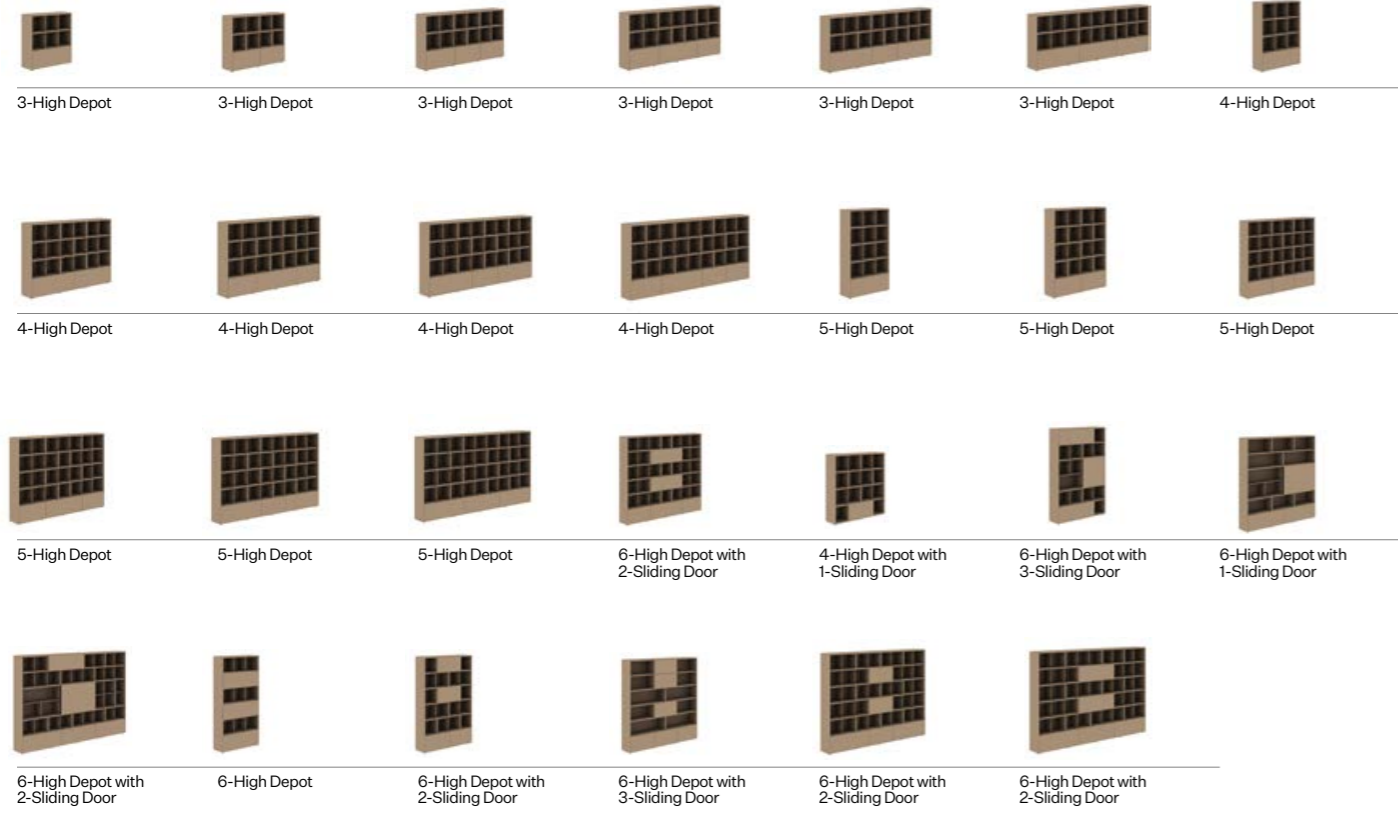 3-High Depot
3-High Depot
3-High Depot
3-High Depot
3-High Depot
3-High Depot
4-High Depot
4-High Depot
4-High Depot
4-High Depot
4-High Depot
5-High Depot
5-High Depot
5-High Depot
5-High Depot
5-High Depot
5-High Depot
6-High Depot with
2-Sliding Door
4-High Depot with
1-Sliding Door
6-High Depot with
3-Sliding Door
6-High Depot with
1-Sliding Door
6-High Depot with
2-Sliding Door
6-High Depot
6-High Depot with
2-Sliding Door
6-High Depot with
3-Sliding Door
6-High Depot with
2-Sliding Door
6-High Depot with
2-Sliding Door